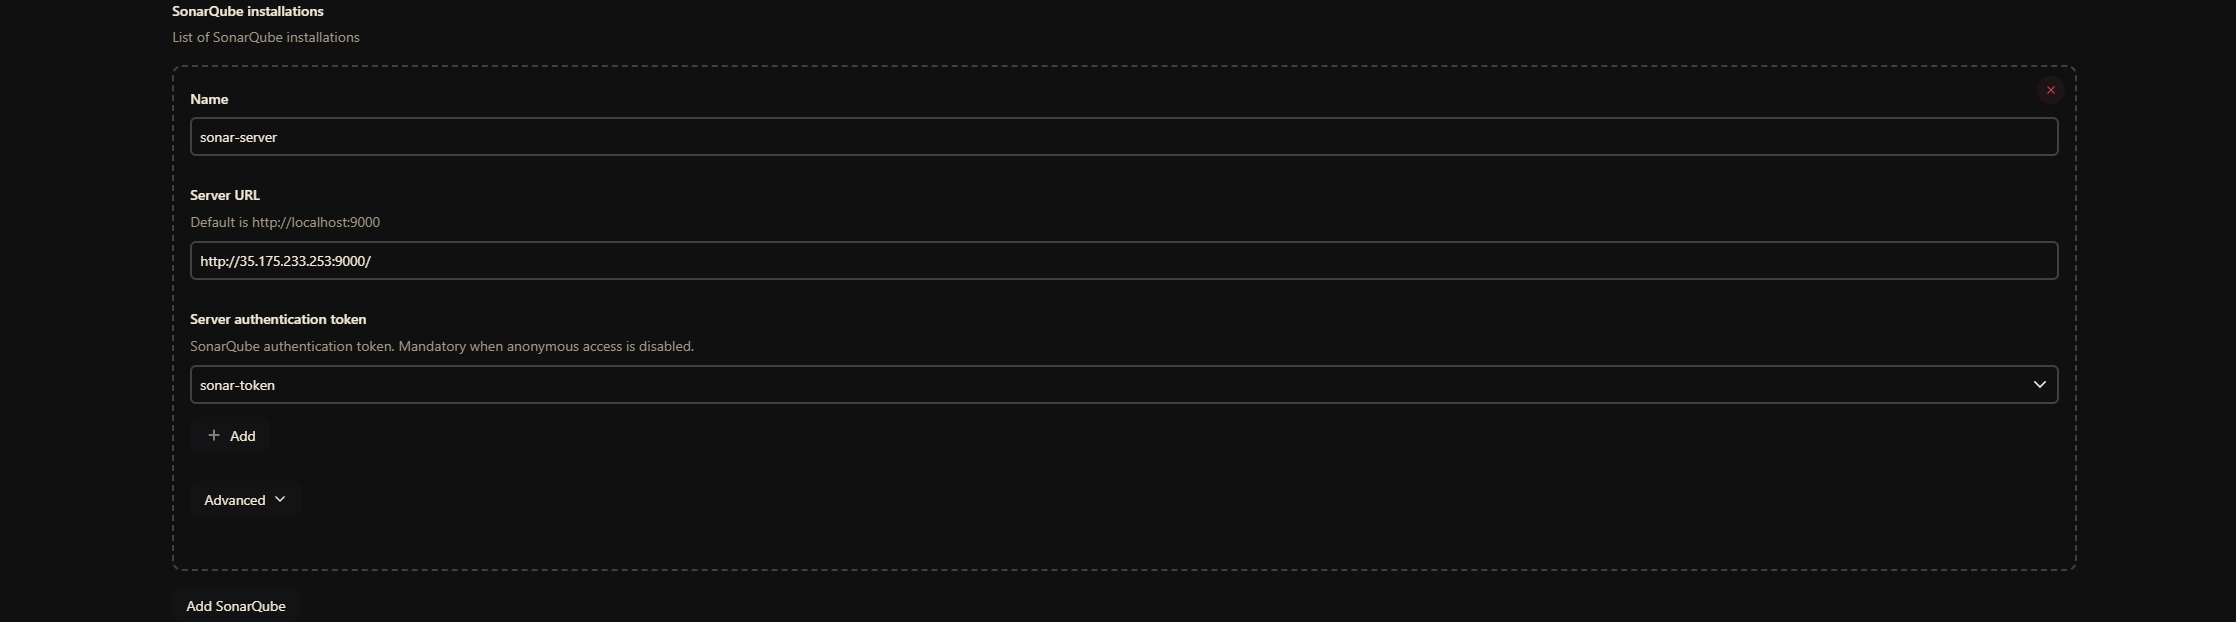 SonarQube installations
List of SonarQube installations
Name
sonar-server
Server URL
Default is http://localhost:9000
http://35.175.233.253:9000/
Server authentication token
SonarQube authentication token. Mandatory when anonymous access is disabled.
sonar-token
+ Add
Advanced
Add SonarQube